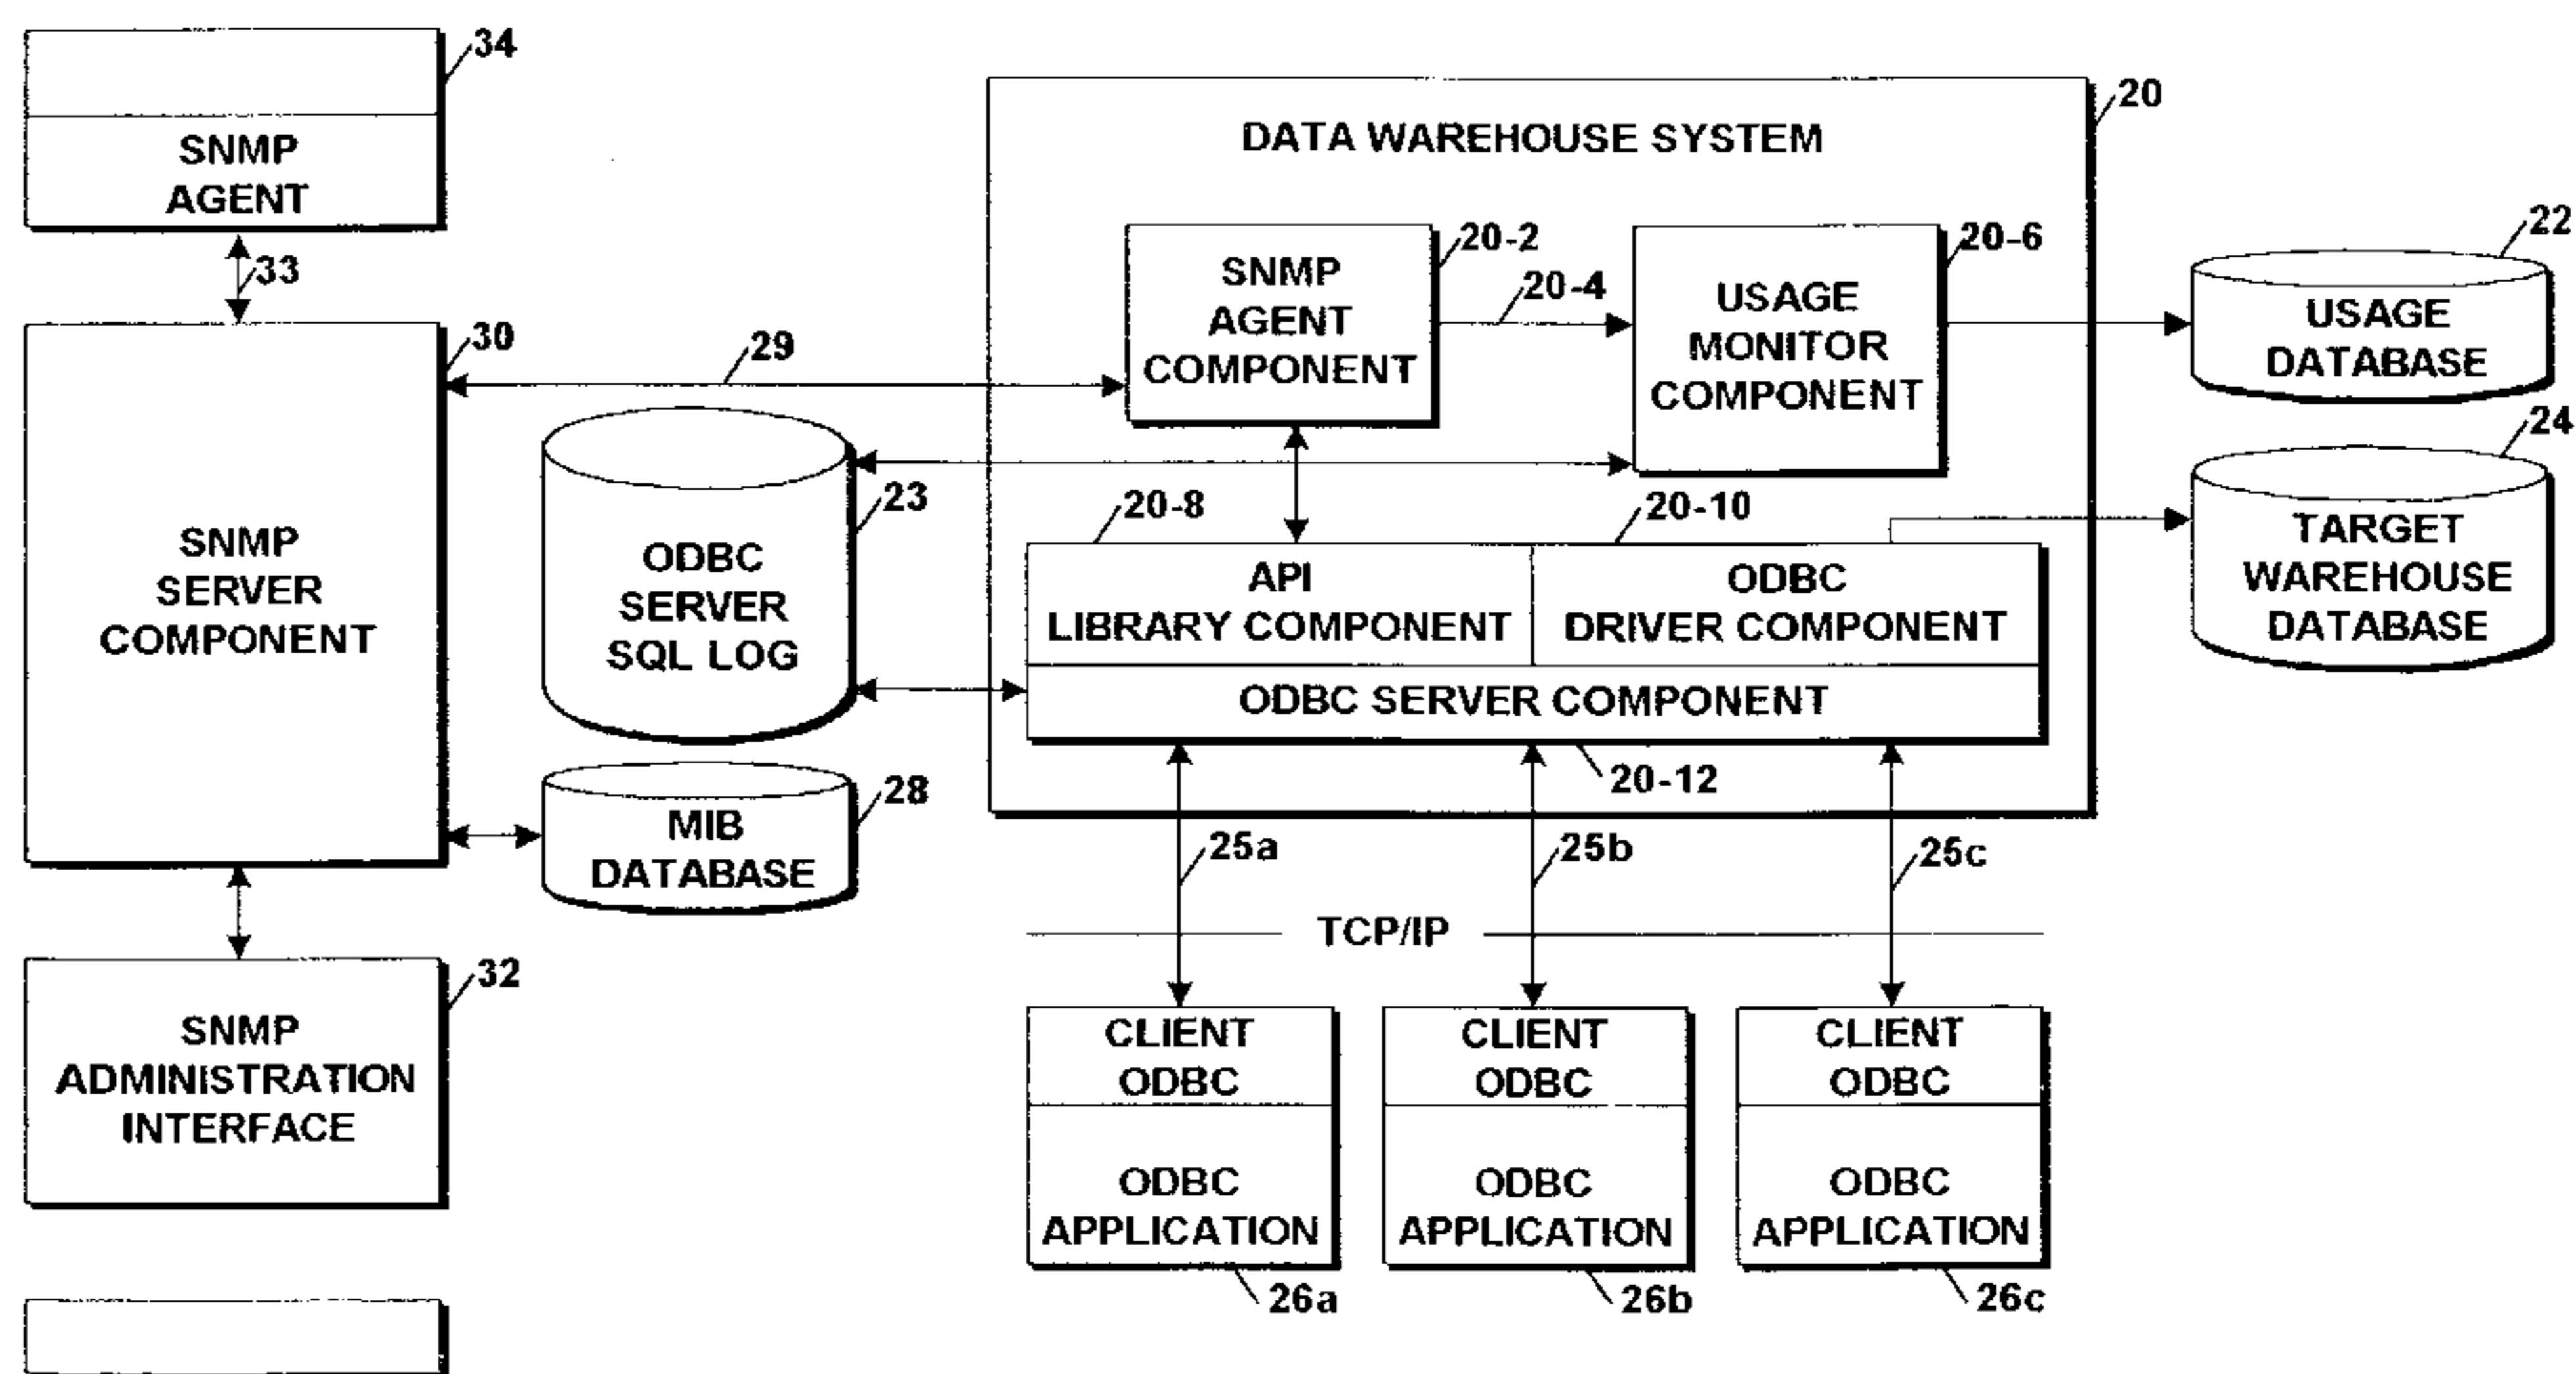 34
SNMP
AGENT
33
30
SNMP
SERVER
COMPONENT
29
ODBC
SERVER
SQL LOG
23
MIB
DATABASE
28
32
SNMP
ADMINISTRATION
INTERFACE
20
DATA WAREHOUSE SYSTEM
20-2
SNMP
AGENT
COMPONENT
20-4
20-6
USAGE
MONITOR
COMPONENT
22
USAGE
DATABASE
24
TARGET
WAREHOUSE
DATABASE
20-8
API
LIBRARY COMPONENT
20-10
ODBC
DRIVER COMPONENT
ODBC SERVER COMPONENT
20-12
25a
25b
25c
TCP/IP
CLIENT
ODBC
ODBC
APPLICATION
26a
CLIENT
ODBC
ODBC
APPLICATION
26b
CLIENT
ODBC
ODBC
APPLICATION
26c